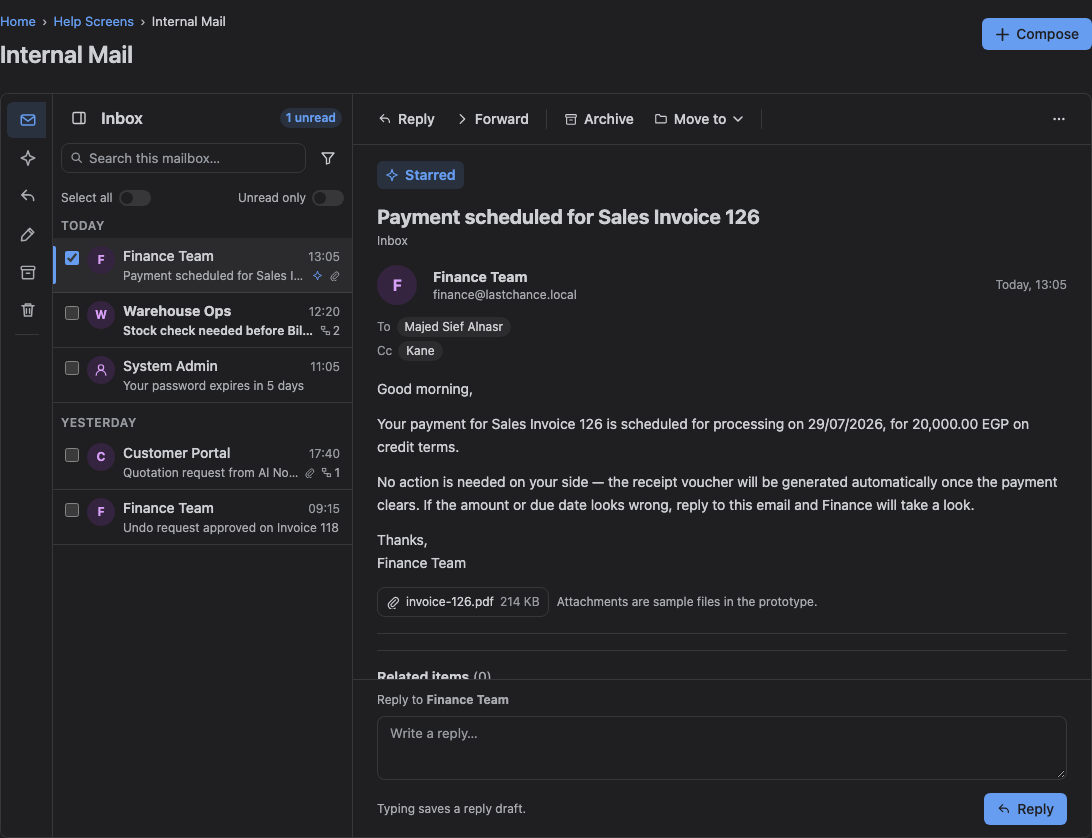 Home › Help Screens › Internal Mail
Internal Mail
Compose
Inbox
1 unread
Search this mailbox...
Select all
Unread only
TODAY
F
Finance Team
13:05
Payment scheduled for Sales I...
W
Warehouse Ops
12:20
Stock check needed before Bil...
2
System Admin
11:05
Your password expires in 5 days
YESTERDAY
C
Customer Portal
17:40
Quotation request from Al No...
1
F
Finance Team
09:15
Undo request approved on Invoice 118
Reply
Forward
Archive
Move to
Starred
Payment scheduled for Sales Invoice 126
Inbox
F
Finance Team
finance@lastchance.local
Today, 13:05
To Majed Sief Alnasr
Cc Kane
Good morning,
Your payment for Sales Invoice 126 is scheduled for processing on 29/07/2026, for 20,000.00 EGP on
credit terms.
No action is needed on your side — the receipt voucher will be generated automatically once the payment
clears. If the amount or due date looks wrong, reply to this email and Finance will take a look.
Thanks,
Finance Team
invoice-126.pdf 214 KB
Attachments are sample files in the prototype.
Related items (0)
Reply to Finance Team
Write a reply...
Typing saves a reply draft.
Reply